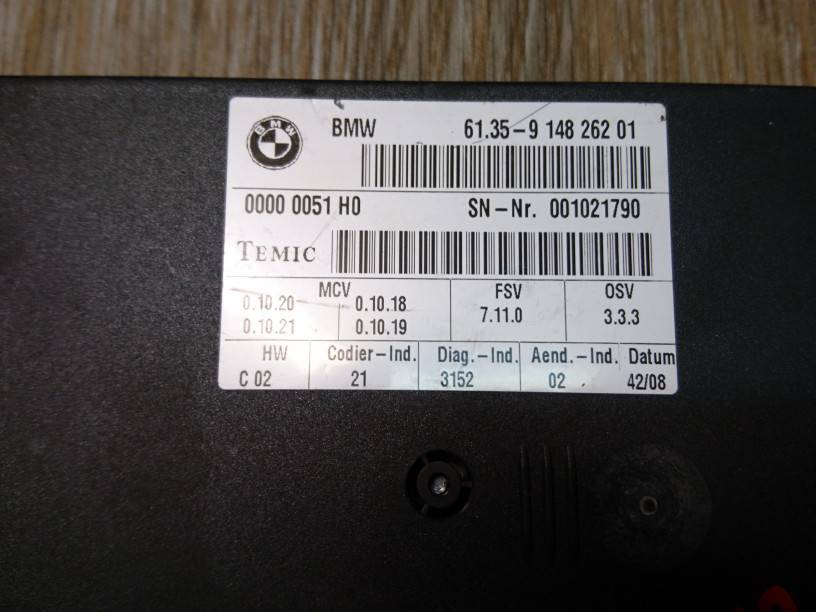 BMW
BMW 61.35-9 148 262 01
0000 0051 H0 SN-Nr. 001021790
TEMIC
MCV FSV OSV
0.10.20 0.10.18 7.11.0 3.3.3
0.10.21 0.10.19
HW Codier-Ind. Diag.-Ind. Aend.-Ind. Datum
C 02 21 3152 02 42/08